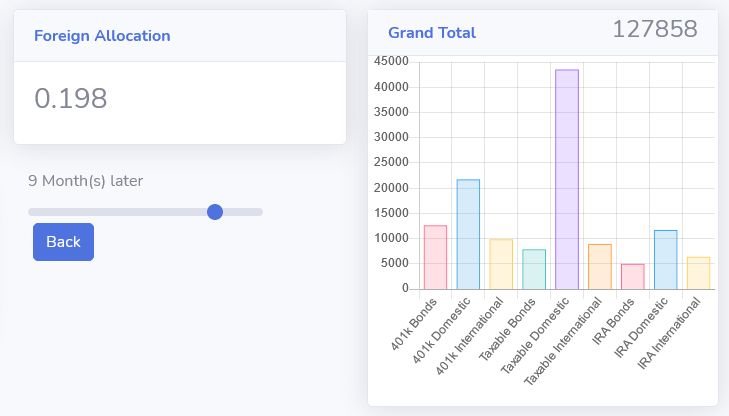 Foreign Allocation
0.198
9 Month(s) later
Back
Grand Total
127858
45000
40000
35000
30000
25000
20000
15000
10000
5000
0
401k Bonds
401k Domestic
401k International
Taxable Bonds
Taxable Domestic
Taxable International
IRA Bonds
IRA Domestic
IRA International